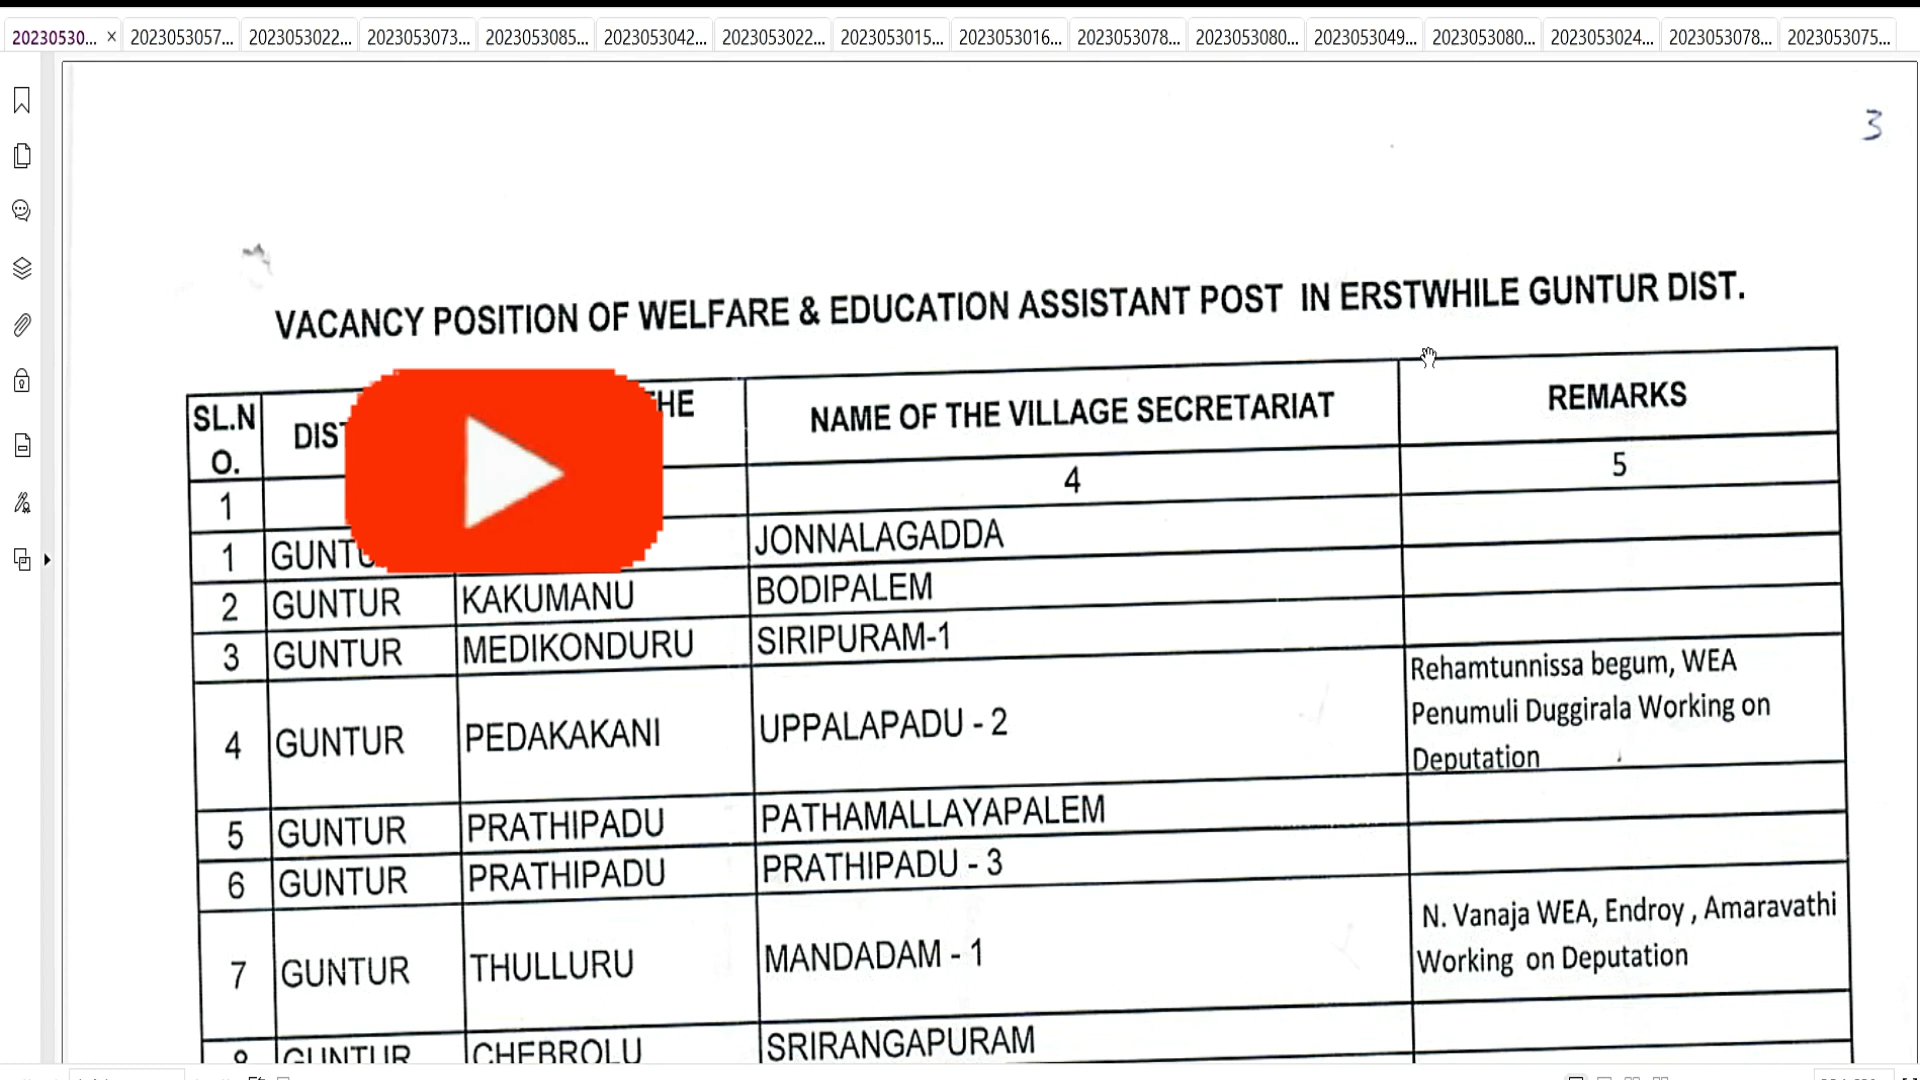 20230530... × 2023053057... 2023053022... 2023053073... 2023053085... 2023053042... 2023053022... 2023053015... 2023053016... 2023053078... 2023053080... 2023053049... 2023053080... 2023053024... 2023053078... 2023053075...
3
VACANCY POSITION OF WELFARE & EDUCATION ASSISTANT POST IN ERSTWHILE GUNTUR DIST.
SL.N O. NAME OF THE VILLAGE SECRETARIAT REMARKS
1 4 5
1 JONNALAGADDA
2 GUNTUR KAKUMANU BODIPALEM
3 GUNTUR MEDIKONDURU SIRIPURAM-1
4 GUNTUR PEDAKAKANI UPPALAPADU - 2 Rehamtunnissa begum, WEA
Penumuli Duggirala Working on
Deputation
5 GUNTUR PRATHIPADU PATHAMALLAYAPALEM
6 GUNTUR PRATHIPADU PRATHIPADU - 3
7 GUNTUR THULLURU MANDADAM - 1 N. Vanaja WEA, Endroy , Amaravathi
Working on Deputation
8 GUNTUR CHEBROLU SRIRANGAPURAM